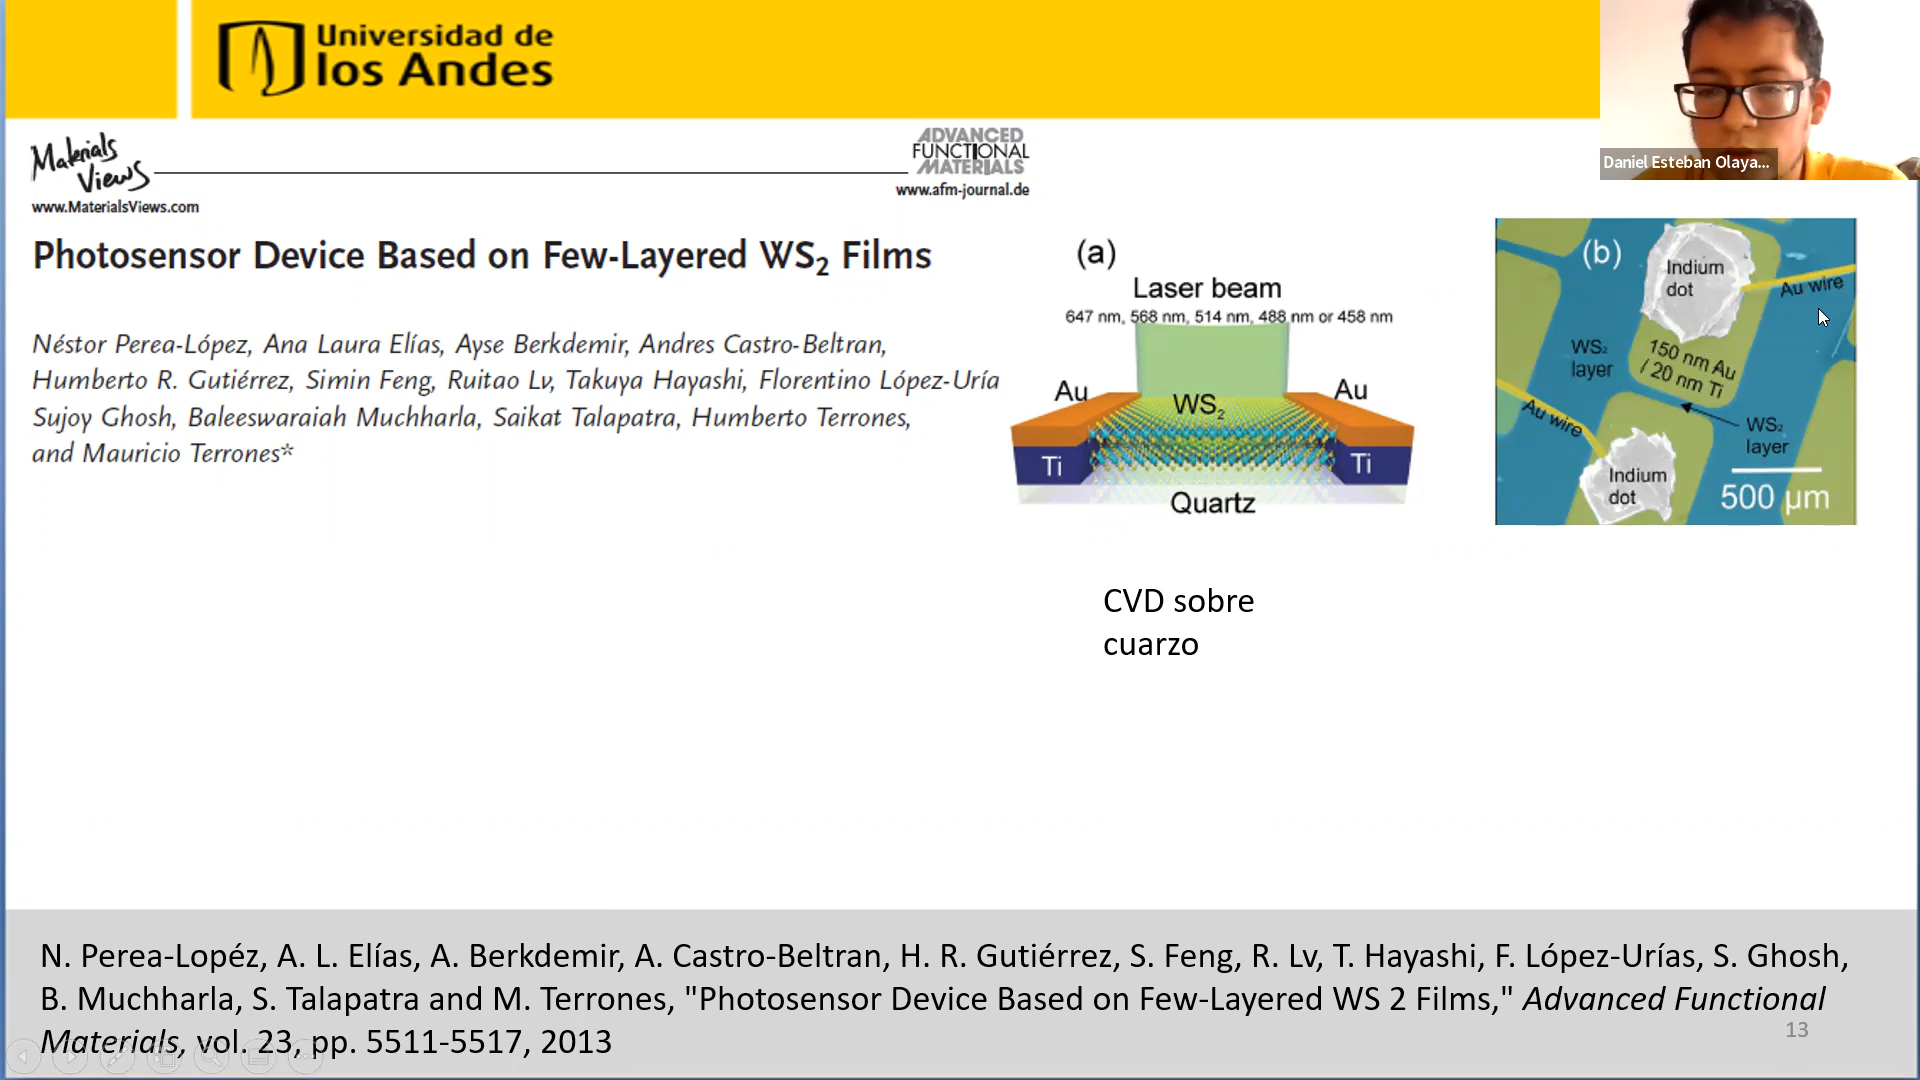 Universidad de
los Andes
Daniel Esteban Olaya...
Materials
Views
www.MaterialsViews.com
ADVANCED
FUNCTIONAL
MATERIALS
www.afm-journal.de
Photosensor Device Based on Few-Layered WS₂ Films
Néstor Perea-López, Ana Laura Elías, Ayse Berkdemir, Andres Castro-Beltran,
Humberto R. Gutiérrez, Simin Feng, Ruitao Lv, Takuya Hayashi, Florentino López-Uría
Sujoy Ghosh, Baleeswaraiah Muchharla, Saikat Talapatra, Humberto Terrones,
and Mauricio Terrones*
(a)
Laser beam
647 nm, 568 nm, 514 nm, 488 nm or 458 nm
Au
WS₂
Au
Ti
Ti
Quartz
(b)
Indium
dot
Au wire
WS₂
layer
150 nm Au
/ 20 nm Ti
Au wire
WS₂
layer
Indium
dot
500 µm
CVD sobre
cuarzo
N. Perea-Lopéz, A. L. Elías, A. Berkdemir, A. Castro-Beltran, H. R. Gutiérrez, S. Feng, R. Lv, T. Hayashi, F. López-Urías, S. Ghosh,
B. Muchharla, S. Talapatra and M. Terrones, "Photosensor Device Based on Few-Layered WS 2 Films," Advanced Functional
Materials, vol. 23, pp. 5511-5517, 2013
13